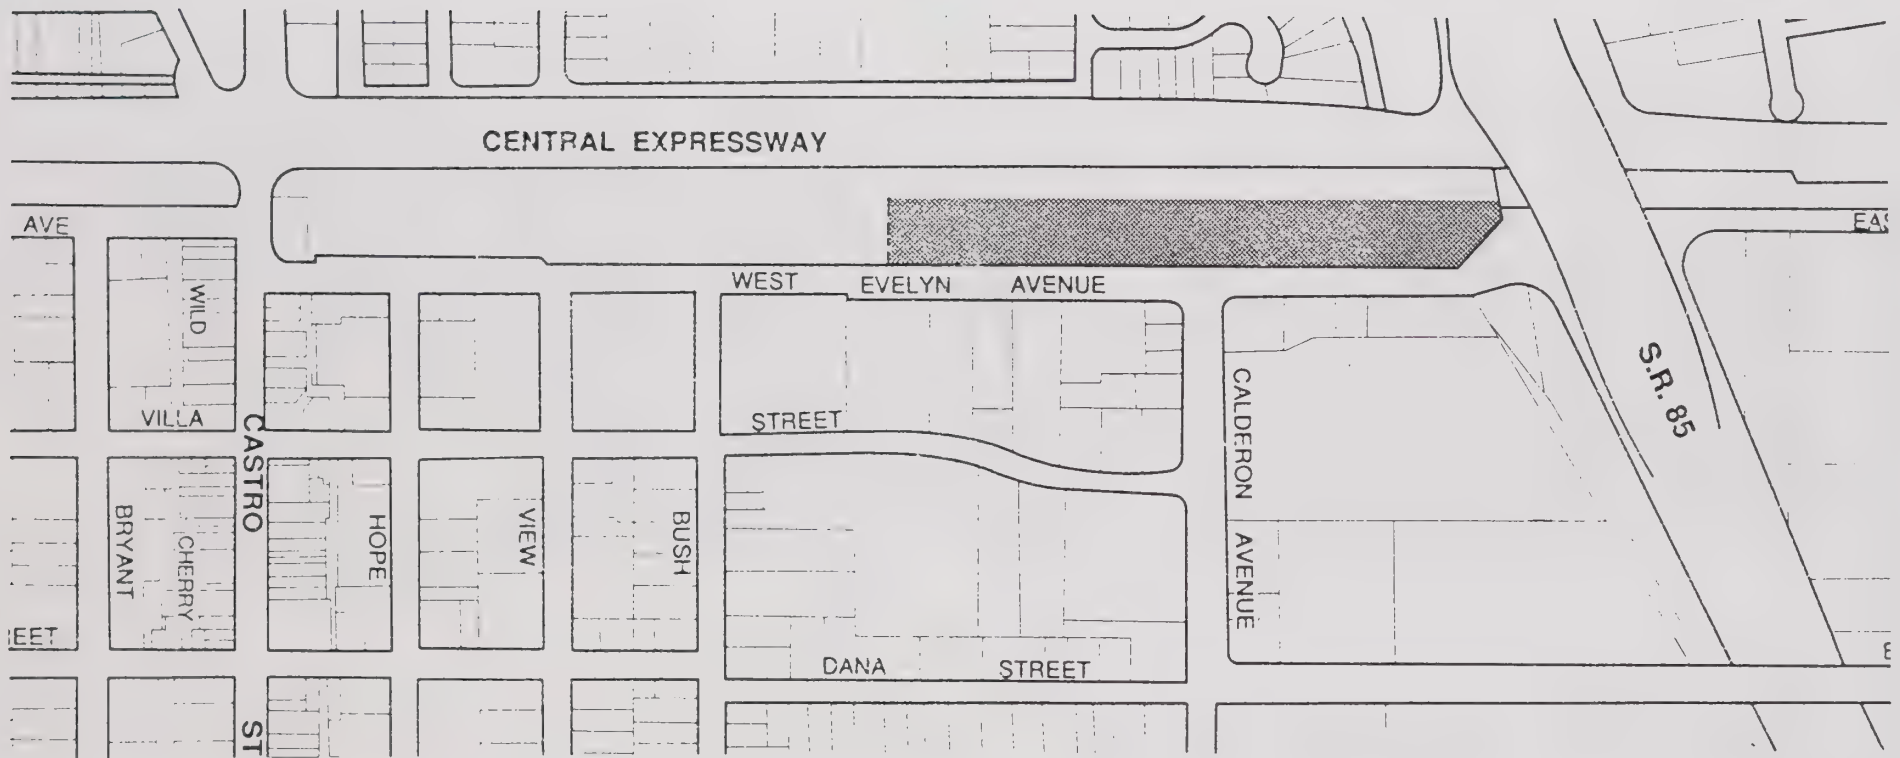 CENTRAL EXPRESSWAY
AVE
WEST EVELYN AVENUE
WILD
VILLA
STREET
CASTRO
ST
CALDERON AVENUE
S.R. 85
BRYANT
CHERRY
HOPE
VIEW
BUSH
DANA STREET